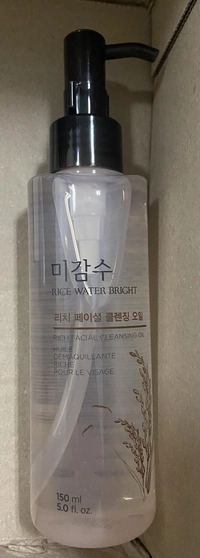 미감수
RICE WATER BRIGHT
리치 페이셜 클렌징 오일
RICH FACIAL CLEANSING OIL
HUILE
DÉMAQUILLANTE
RICHE
POUR LE VISAGE
150 ml
5.0 fl. oz.